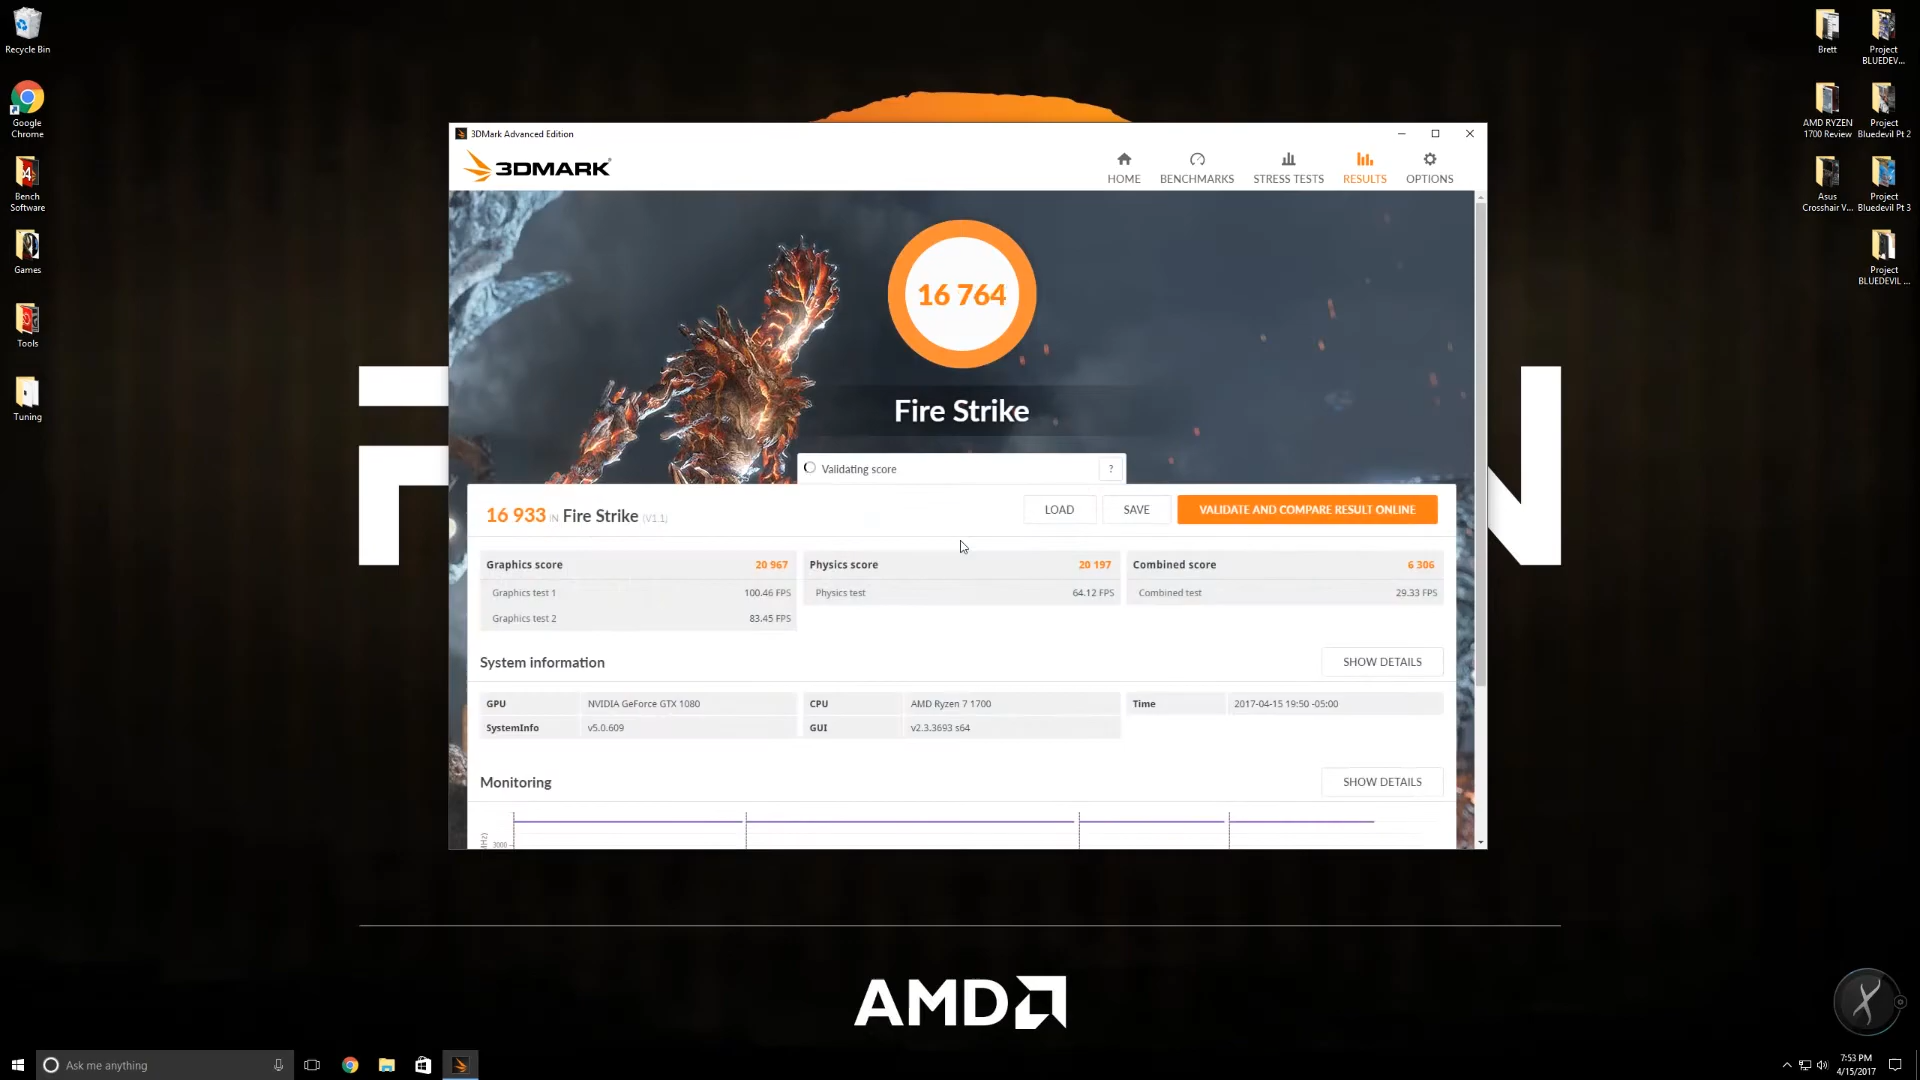 Recycle Bin
Google
Chrome
Bench
Software
Games
Tools
Tuning
Brett
Project
BLUEDEV...
AMD RYZEN
1700 Review
Project
Bluedevil Pt 2
Asus
Crosshair V...
Project
Bluedevil Pt 3
Project
BLUEDEVIL ...
3DMark Advanced Edition
3DMARK
HOME
BENCHMARKS
STRESS TESTS
RESULTS
OPTIONS
16 764
Fire Strike
Validating score
?
16 933 IN Fire Strike (V1.1)
LOAD
SAVE
VALIDATE AND COMPARE RESULT ONLINE
Graphics score 20 967
Graphics test 1 100.46 FPS
Graphics test 2 83.45 FPS
Physics score 20 197
Physics test 64.12 FPS
Combined score 6 306
Combined test 29.33 FPS
System information
SHOW DETAILS
GPU NVIDIA GeForce GTX 1080
CPU AMD Ryzen 7 1700
Time 2017-04-15 19:50 -05:00
SystemInfo v5.0.609
GUI v2.3.3693 s64
Monitoring
SHOW DETAILS
3000
AMD
Ask me anything
7:53 PM
4/15/2017